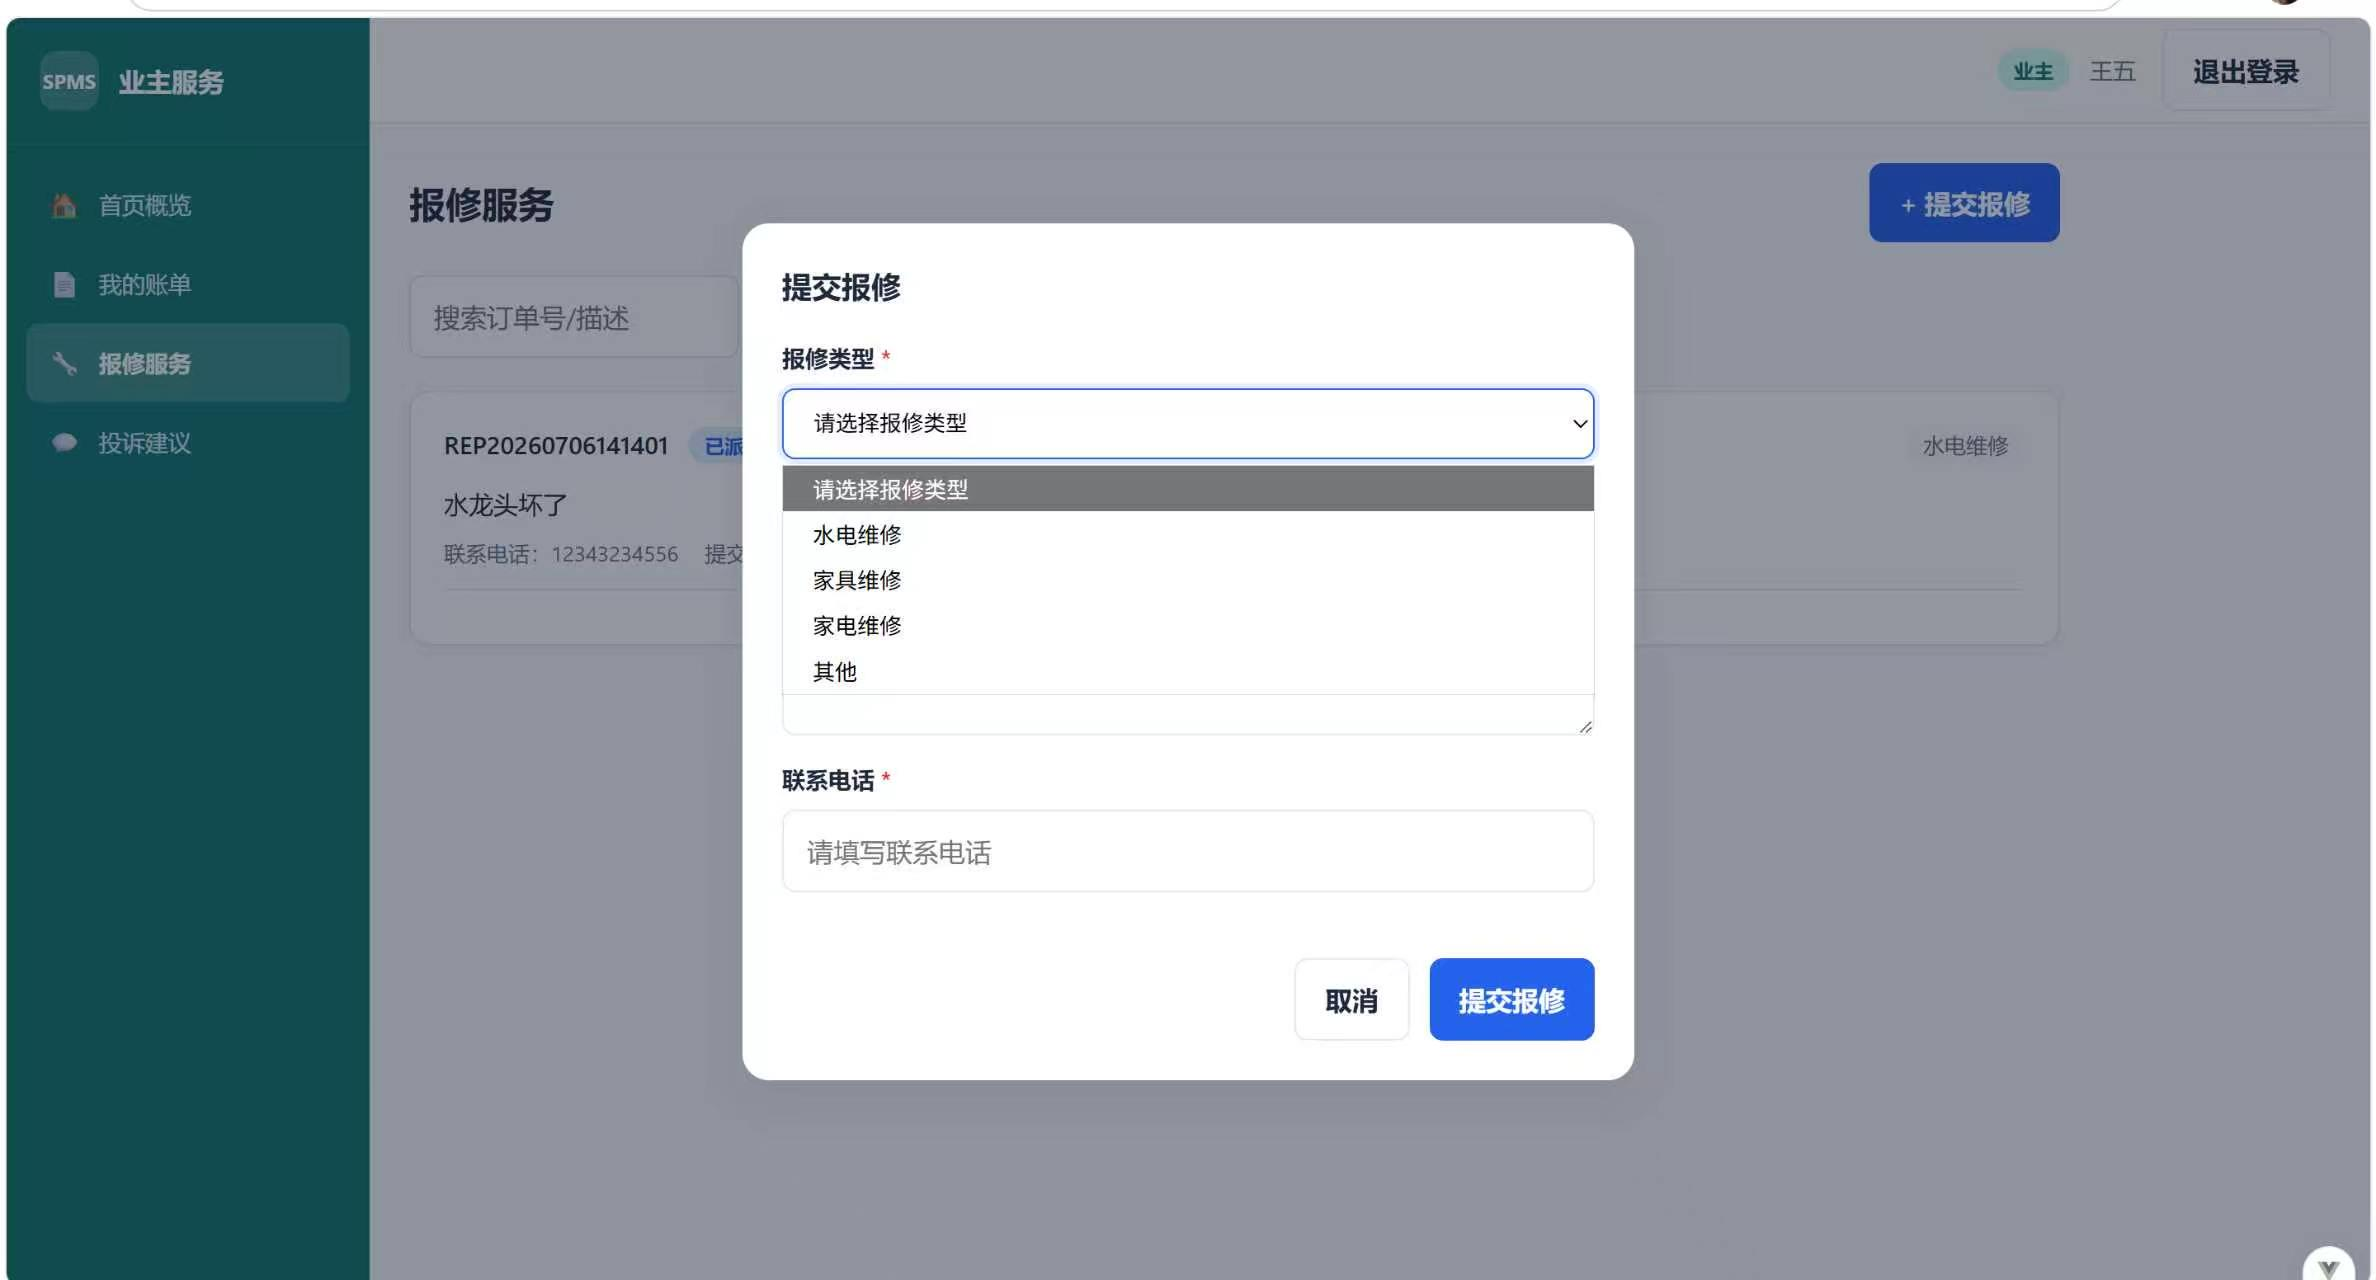 SPMS 业主服务
业主 王五 退出登录
首页概览
我的账单
报修服务
投诉建议
报修服务
+ 提交报修
搜索订单号/描述
REP20260706141401 已派
水电维修
水龙头坏了
联系电话：12343234556 提交
提交报修
报修类型 *
请选择报修类型
请选择报修类型
水电维修
家具维修
家电维修
其他
联系电话 *
请填写联系电话
取消 提交报修